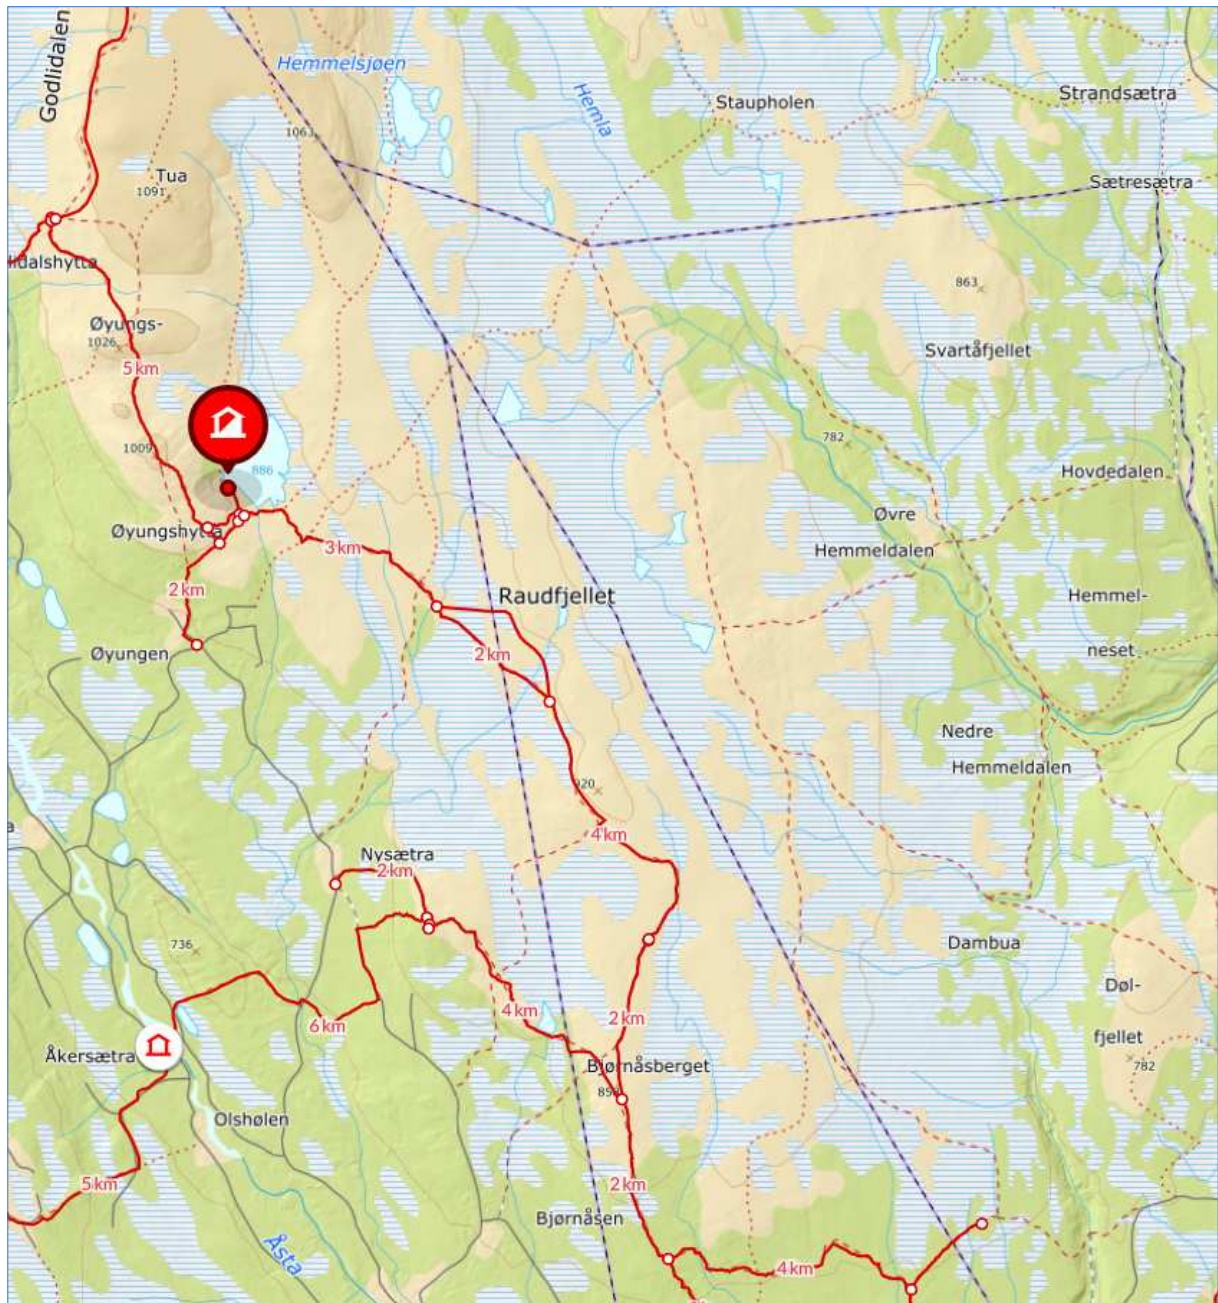 Godlidalen
Hemmelsjøen
Hemla
Staupholen
Strandsætra
1063
Tua
1091
Sætresætra
lidalshytta
863
Øyungs-
1026
Svartåfjellet
5 km
782
1009
886
Hovdedalen
Øvre
Hemmeldalen
Øyungshytta
3 km
2 km
Raudfjellet
Hemmel-
neset
Øyungen
2 km
Nedre
Hemmeldalen
920
a
4 km
Nysætra
2 km
736
Dambua
Døl-
fjellet
782
4 km
2 km
6 km
Åkersætra
Bjørnåsberget
Olshølen
5 km
2 km
Bjørnåsen
Åsta
4 km